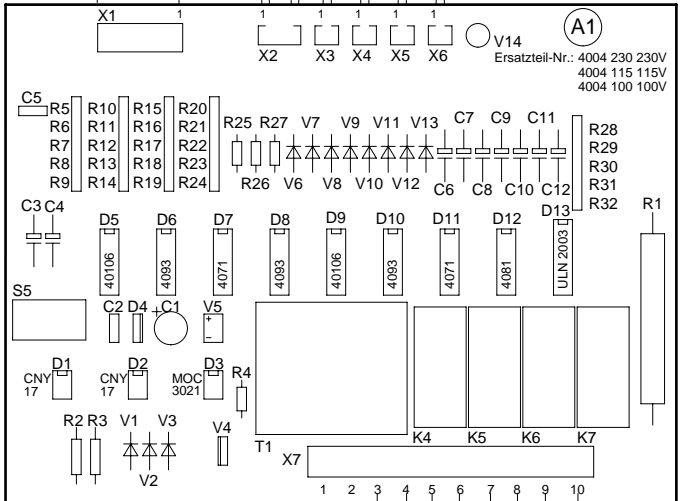 X1 1 1 1 1 1 1 A1
X2 X3 X4 X5 X6 V14
Ersatzteil-Nr.: 4004 230 230V
4004 115 115V
4004 100 100V
C5
R5 R10 R15 R20 R25 R27 V7 V9 V11 V13 C7 C9 C11
R6 R11 R16 R21 R28
R7 R12 R17 R22 R29
R8 R13 R18 R23 R30
R9 R14 R19 R24 R26 V6 V8 V10 V12 C6 C8 C10 C12 R31
R32
C3 C4 D5 D6 D7 D8 D9 D10 D11 D12 D13 R1
40106 4093 4071 4093 40106 4093 4071 4081 ULN 2003
S5 C2 D4 +C1 V5
+
-
D1 D2 D3 R4
CNY 17 CNY 17 MOC 3021
R2 R3 V1 V3 V4 T1 K4 K5 K6 K7
V2 X7
1 2 3 4 5 6 7 8 9 10